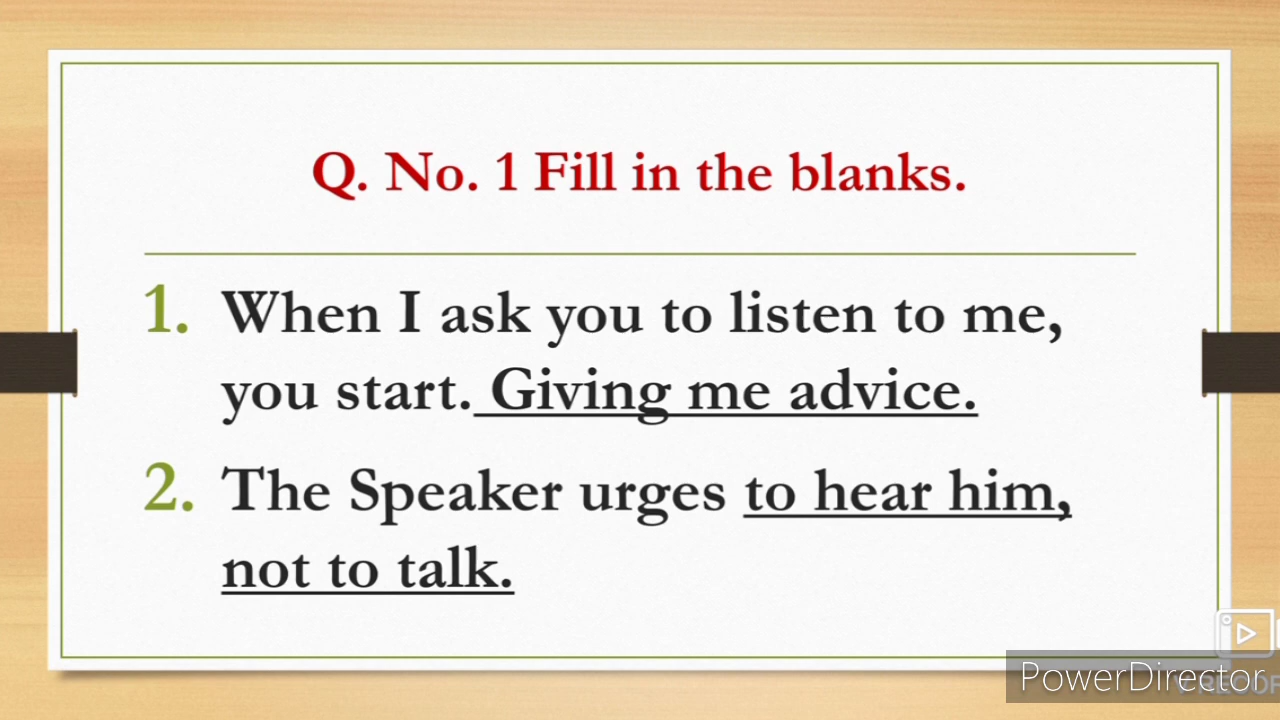 Q. No. 1 Fill in the blanks.
1. When I ask you to listen to me,
you start. Giving me advice.
2. The Speaker urges to hear him,
not to talk.
PowerDirector